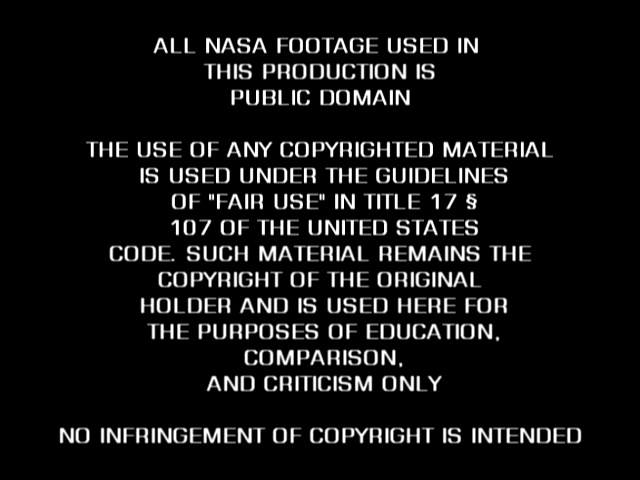 ALL NASA FOOTAGE USED IN
THIS PRODUCTION IS
PUBLIC DOMAIN
THE USE OF ANY COPYRIGHTED MATERIAL
IS USED UNDER THE GUIDELINES
OF "FAIR USE" IN TITLE 17 §
107 OF THE UNITED STATES
CODE. SUCH MATERIAL REMAINS THE
COPYRIGHT OF THE ORIGINAL
HOLDER AND IS USED HERE FOR
THE PURPOSES OF EDUCATION,
COMPARISON,
AND CRITICISM ONLY
NO INFRINGEMENT OF COPYRIGHT IS INTENDED